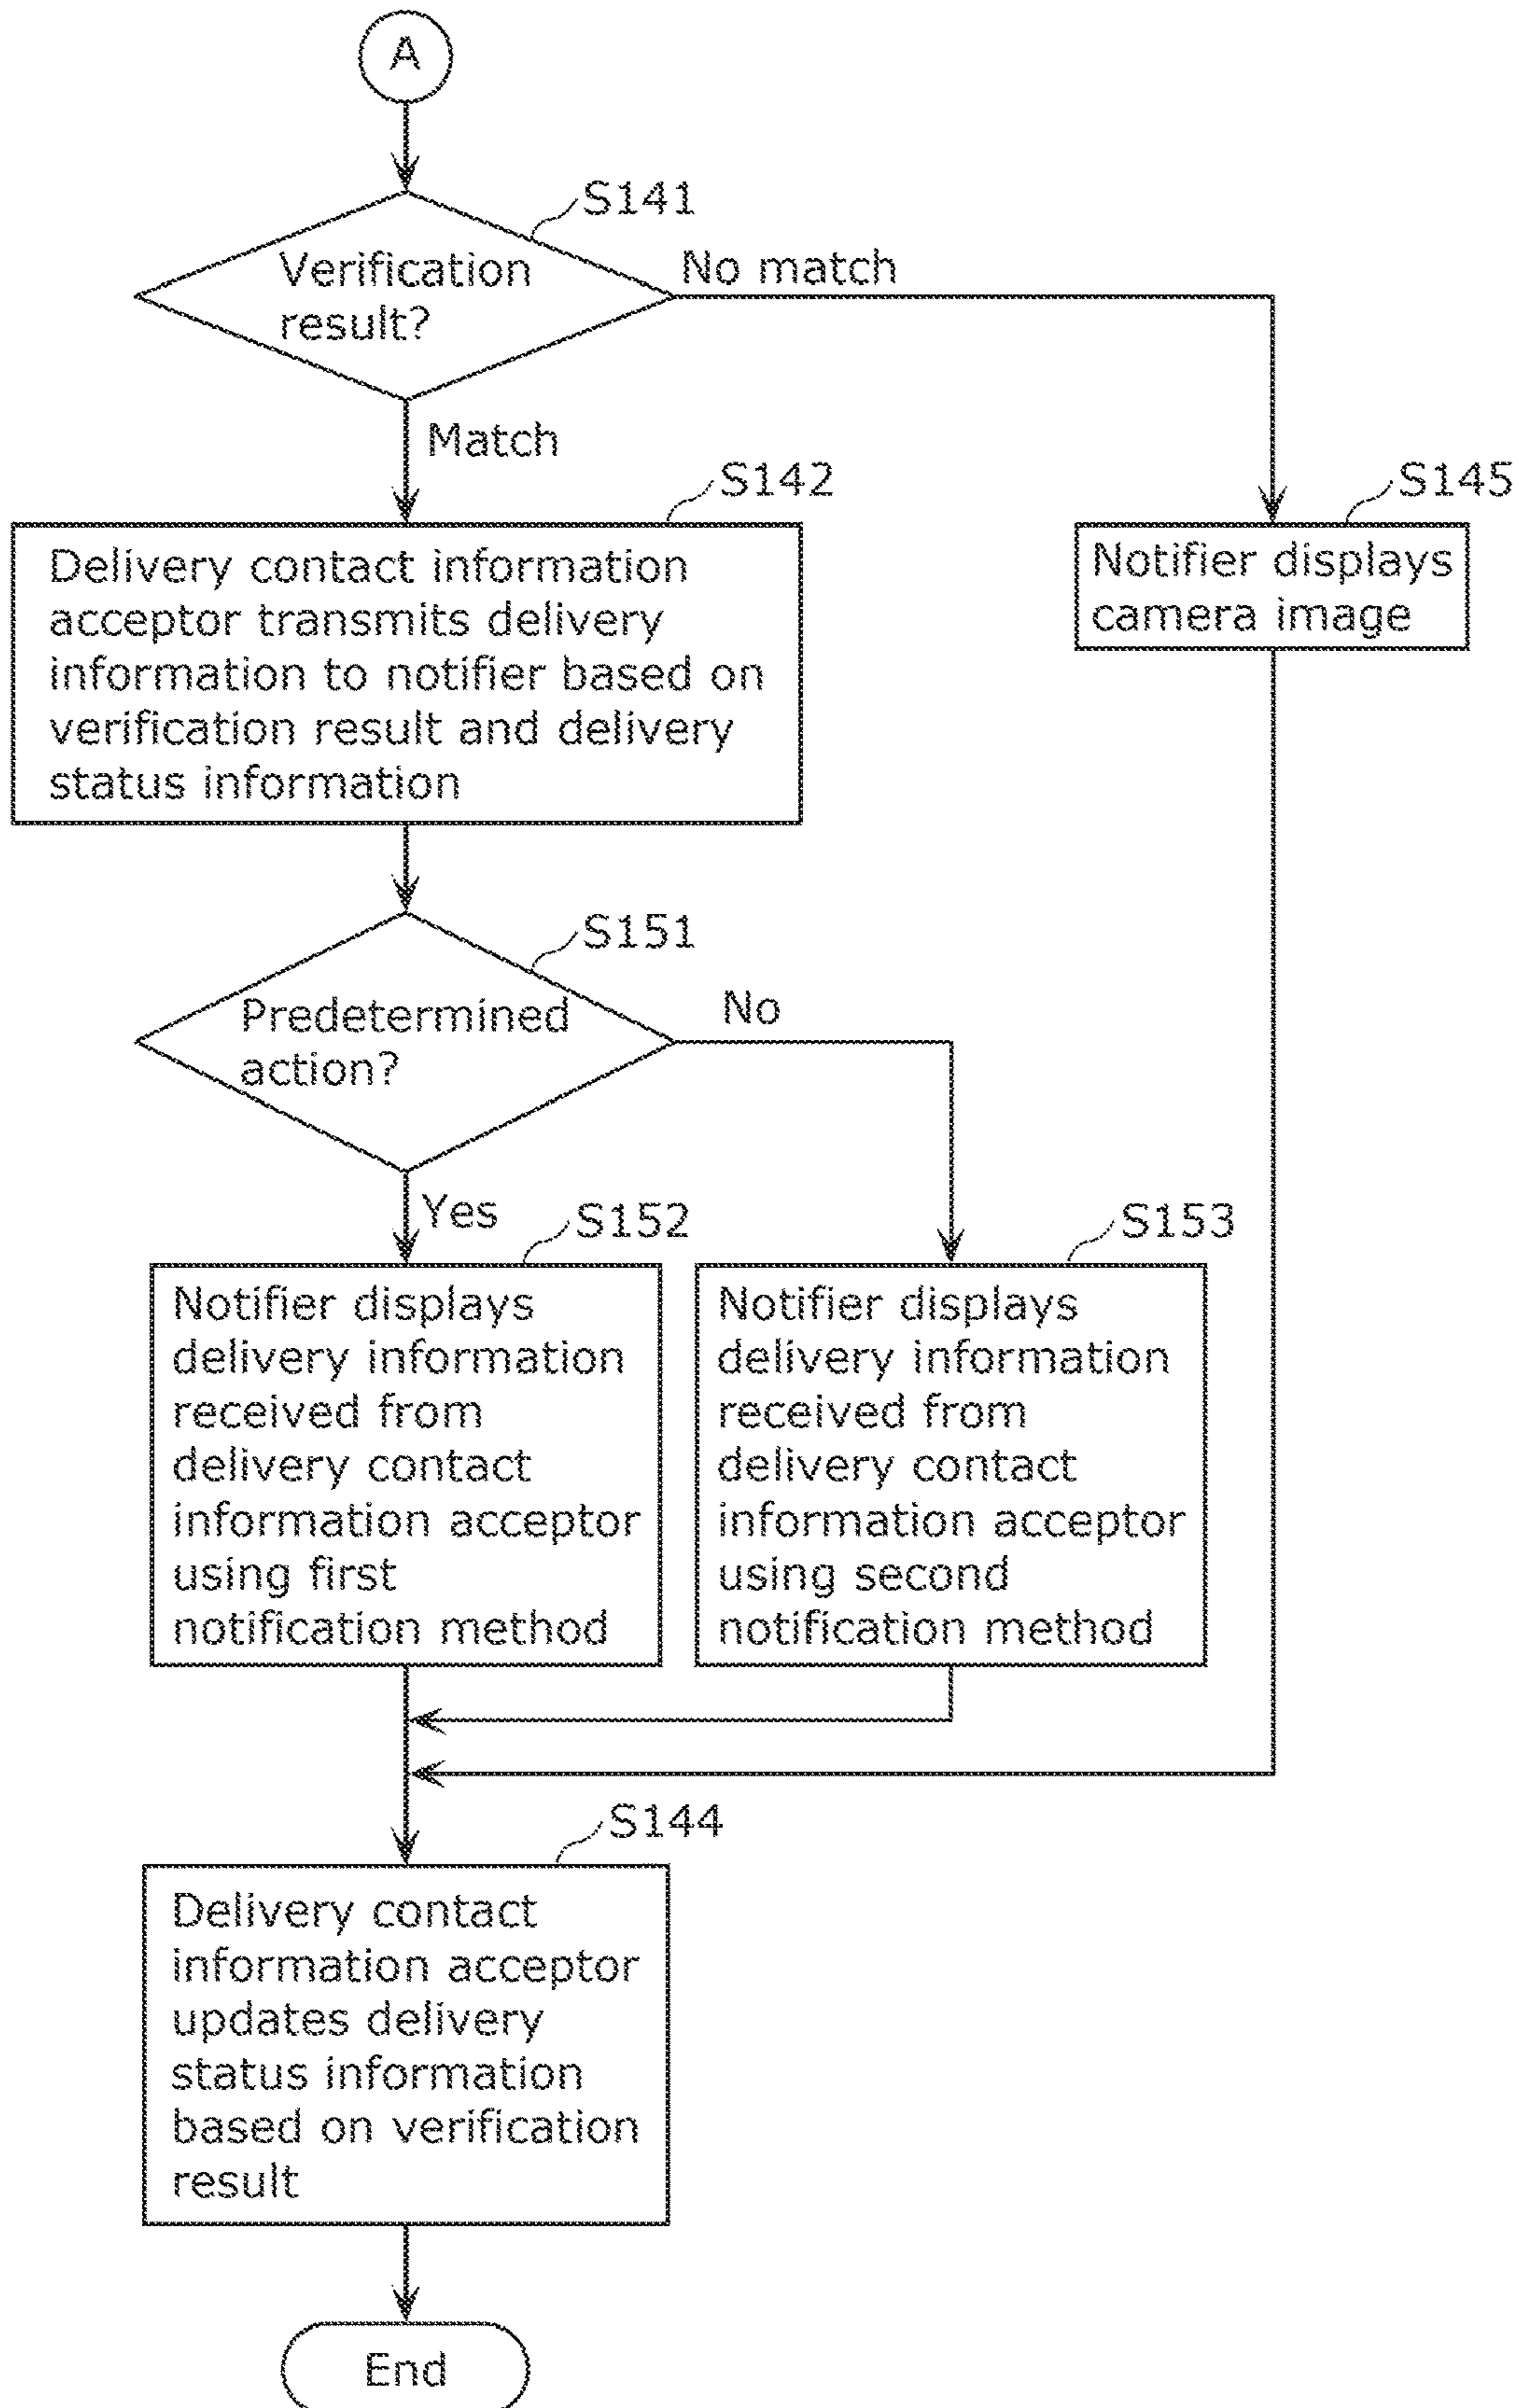 A
S141
Verification
result?
No match
Match
S142
Delivery contact information
acceptor transmits delivery
information to notifier based on
verification result and delivery
status information
S145
Notifier displays
camera image
S151
Predetermined
action?
No
Yes
S152
Notifier displays
delivery information
received from
delivery contact
information acceptor
using first
notification method
S153
Notifier displays
delivery information
received from
delivery contact
information acceptor
using second
notification method
S144
Delivery contact
information acceptor
updates delivery
status information
based on verification
result
End